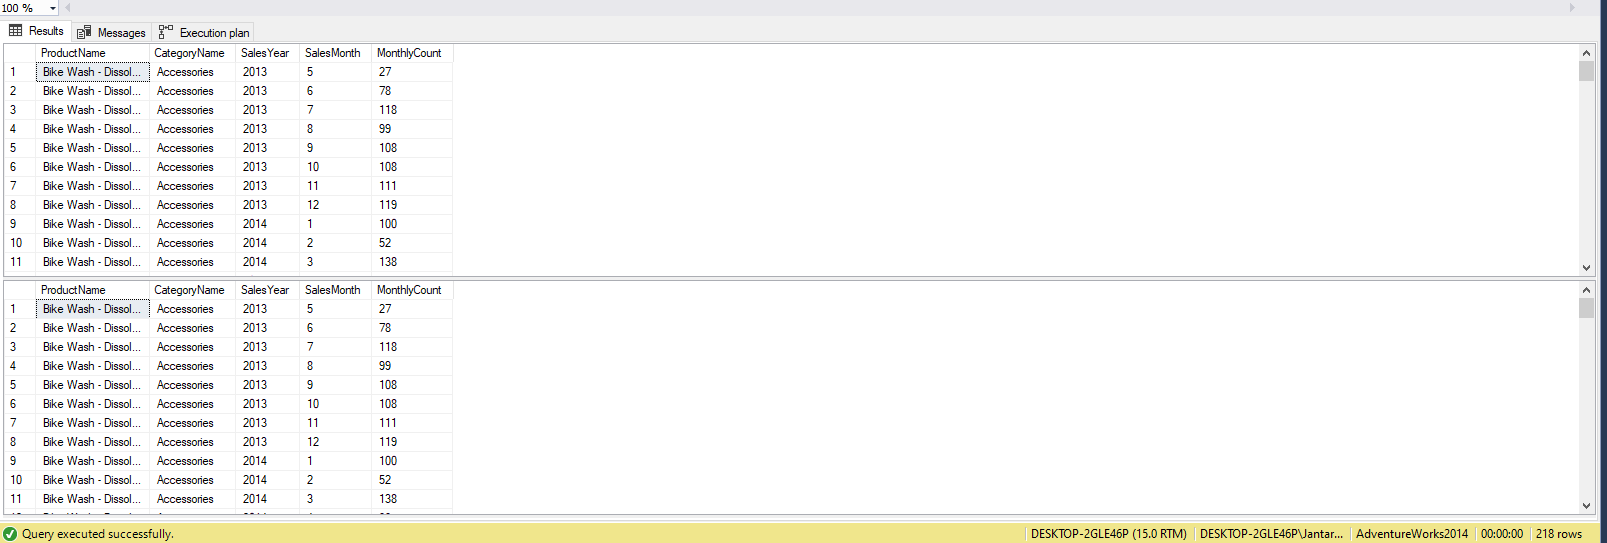 100 %
Results Messages Execution plan
ProductName CategoryName SalesYear SalesMonth MonthlyCount
1 Bike Wash - Dissol... Accessories 2013 5 27
2 Bike Wash - Dissol... Accessories 2013 6 78
3 Bike Wash - Dissol... Accessories 2013 7 118
4 Bike Wash - Dissol... Accessories 2013 8 99
5 Bike Wash - Dissol... Accessories 2013 9 108
6 Bike Wash - Dissol... Accessories 2013 10 108
7 Bike Wash - Dissol... Accessories 2013 11 111
8 Bike Wash - Dissol... Accessories 2013 12 119
9 Bike Wash - Dissol... Accessories 2014 1 100
10 Bike Wash - Dissol... Accessories 2014 2 52
11 Bike Wash - Dissol... Accessories 2014 3 138
ProductName CategoryName SalesYear SalesMonth MonthlyCount
1 Bike Wash - Dissol... Accessories 2013 5 27
2 Bike Wash - Dissol... Accessories 2013 6 78
3 Bike Wash - Dissol... Accessories 2013 7 118
4 Bike Wash - Dissol... Accessories 2013 8 99
5 Bike Wash - Dissol... Accessories 2013 9 108
6 Bike Wash - Dissol... Accessories 2013 10 108
7 Bike Wash - Dissol... Accessories 2013 11 111
8 Bike Wash - Dissol... Accessories 2013 12 119
9 Bike Wash - Dissol... Accessories 2014 1 100
10 Bike Wash - Dissol... Accessories 2014 2 52
11 Bike Wash - Dissol... Accessories 2014 3 138
Query executed successfully. DESKTOP-2GLE46P (15.0 RTM) DESKTOP-2GLE46P\Jantar... AdventureWorks2014 00:00:00 218 rows